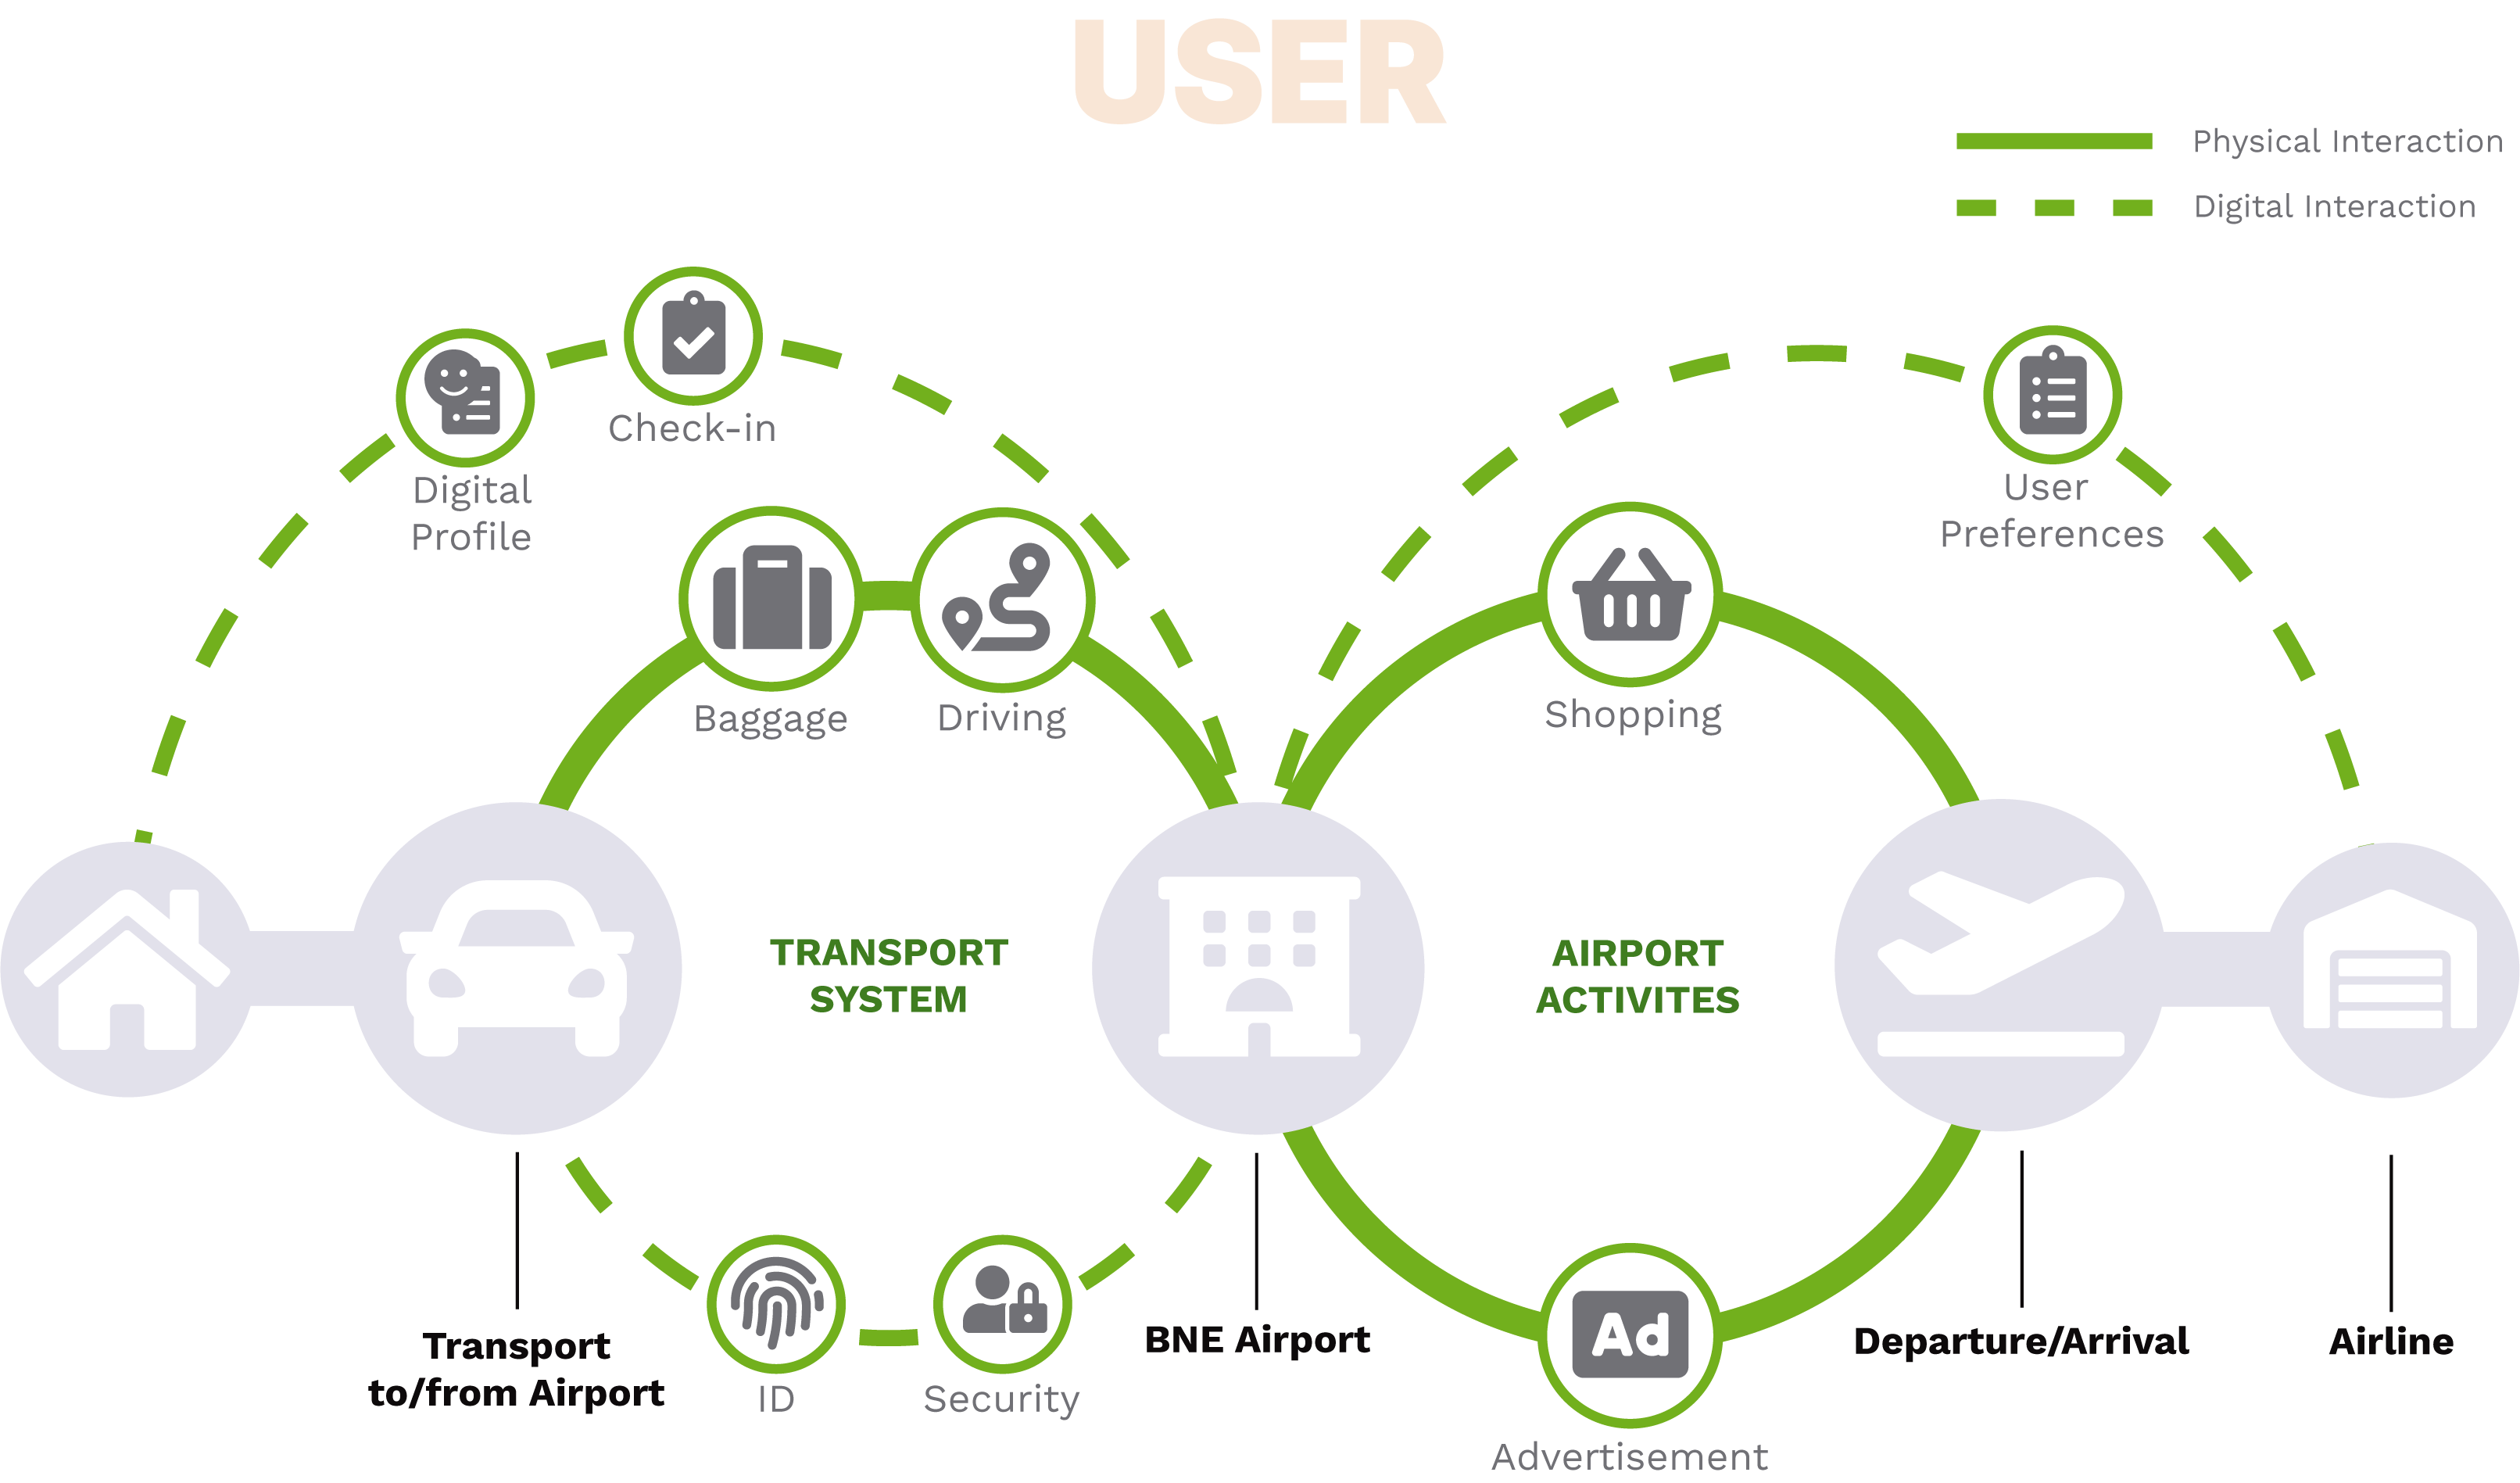 USER
Physical Interaction
Digital Interaction
Check-in
Digital
Profile
User
Preferences
Baggage
Driving
Shopping
TRANSPORT
SYSTEM
AIRPORT
ACTIVITES
Transport
to/from Airport
ID
Security
BNE Airport
Ad
Advertisement
Departure/Arrival
Airline